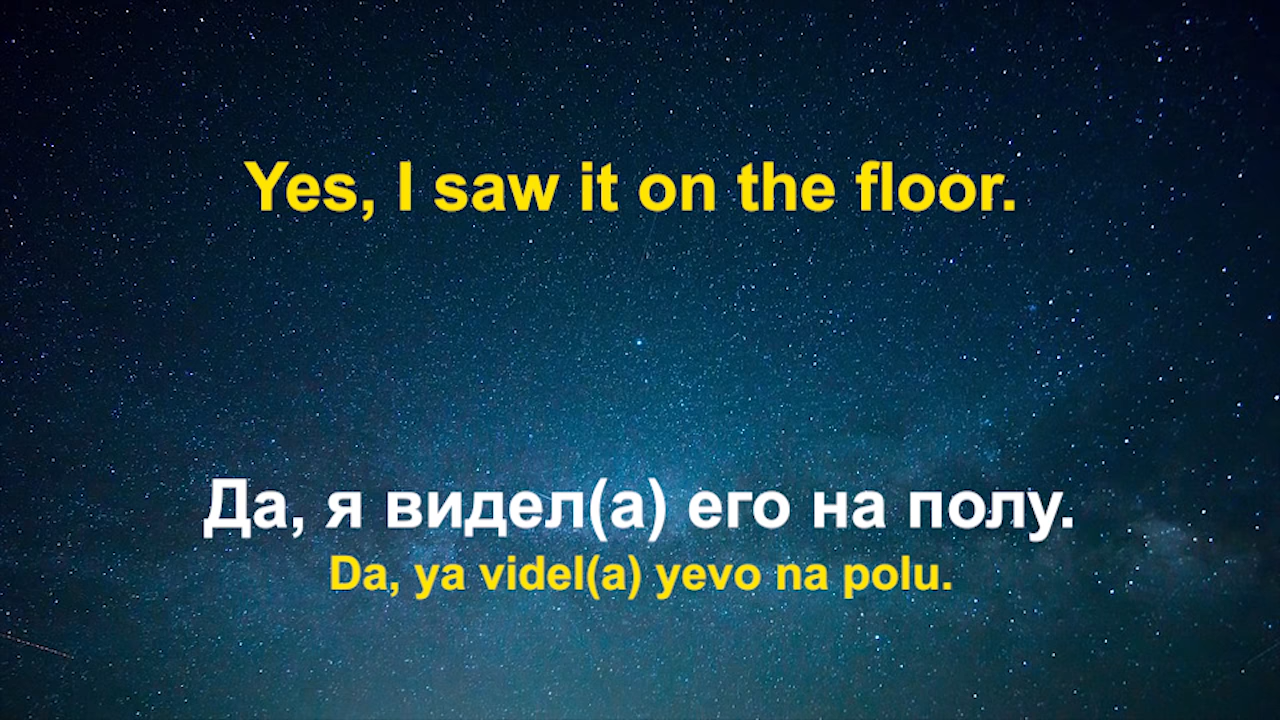 Yes, I saw it on the floor.
Да, я видел(а) его на полу.
Da, ya videl(a) yevo na polu.